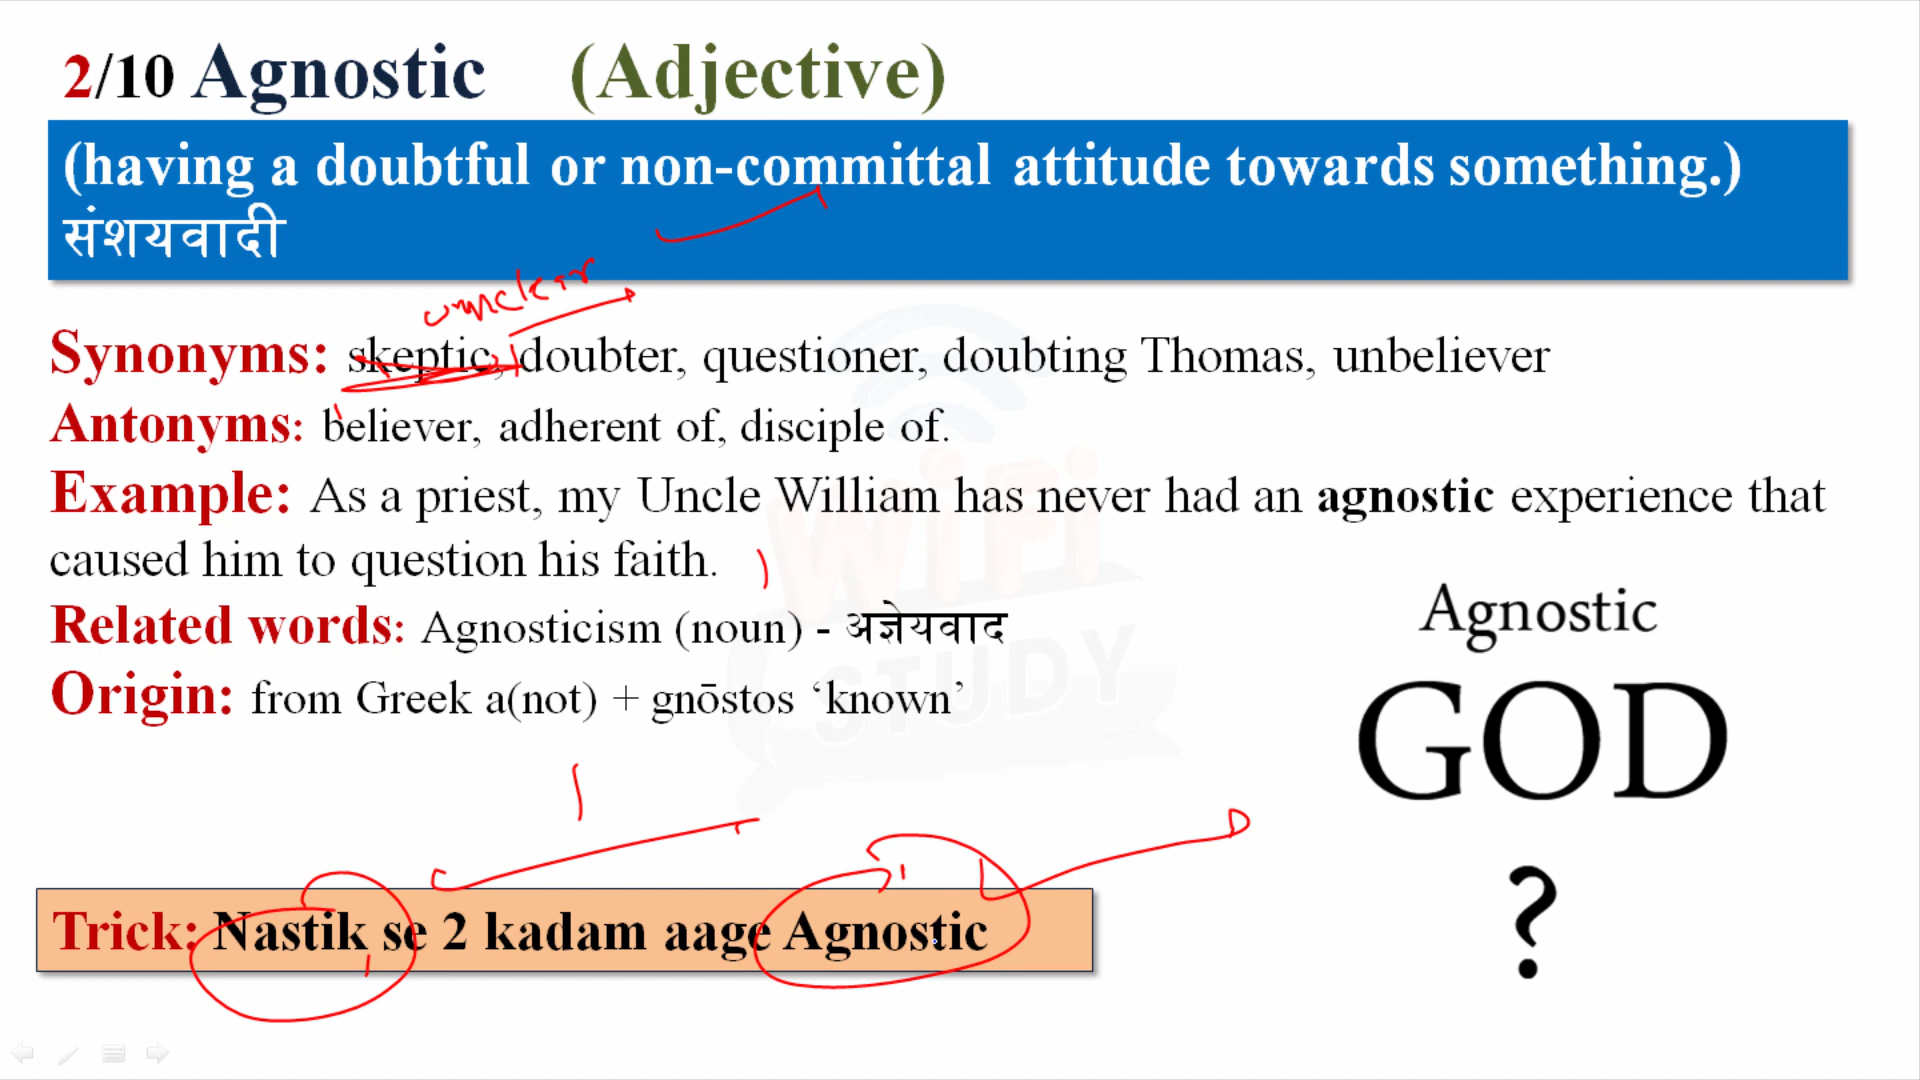 2/10 Agnostic (Adjective)
(having a doubtful or non-committal attitude towards something.)
संशयवादी
unclear
Synonyms: skeptic, doubter, questioner, doubting Thomas, unbeliever
Antonyms: believer, adherent of, disciple of.
Example: As a priest, my Uncle William has never had an agnostic experience that
caused him to question his faith.
Related words: Agnosticism (noun) - अज्ञेयवाद
Origin: from Greek a(not) + gnōstos ‘known’
WiFi
STUDY
Agnostic
GOD
?
Trick: Nastik se 2 kadam aage Agnostic